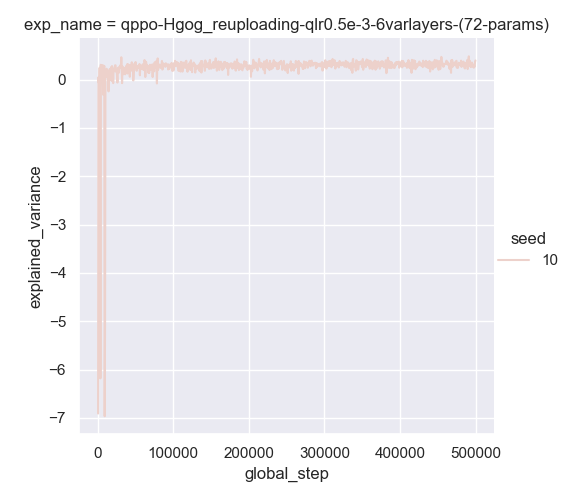 exp_name = qppo-Hgog_reuploading-qlr0.5e-3-6varlayers-(72-params)
explained_variance
0
−1
−2
−3
−4
−5
−6
−7
seed
10
0 100000 200000 300000 400000 500000
global_step